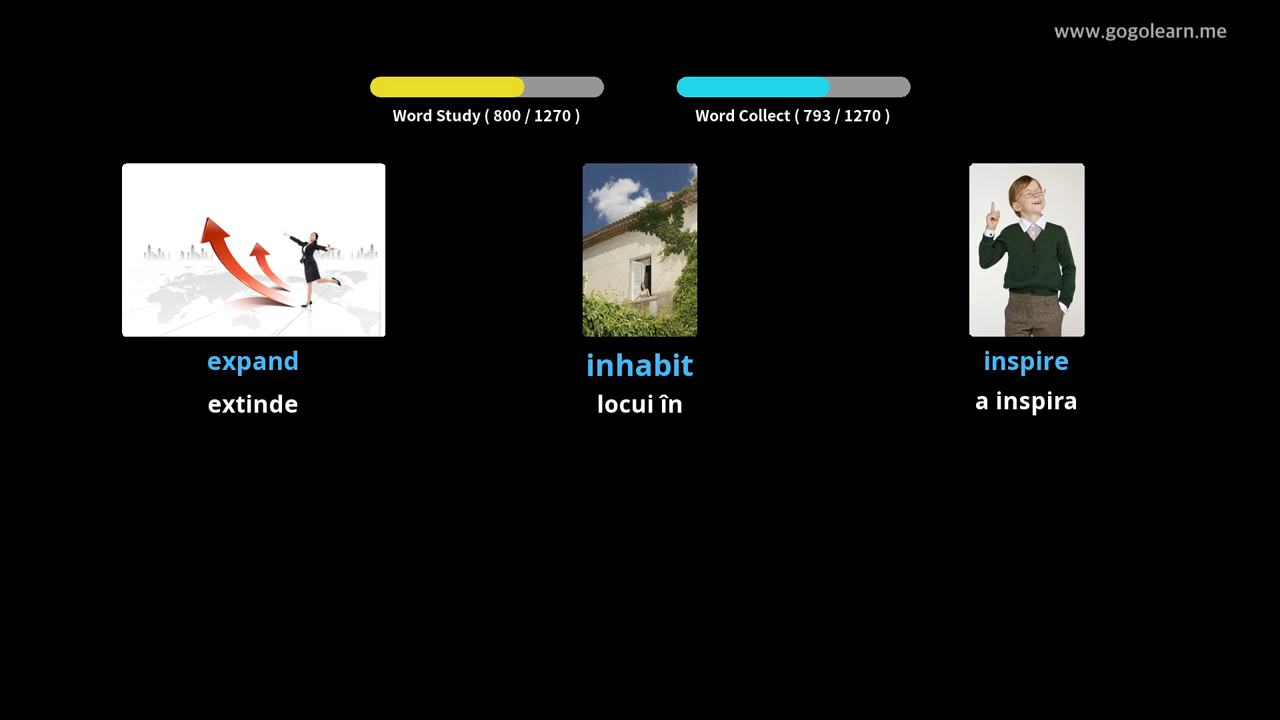 www.gogolearn.me
Word Study ( 800 / 1270 )
Word Collect ( 793 / 1270 )
expand
extinde
inhabit
locui în
inspire
a inspira